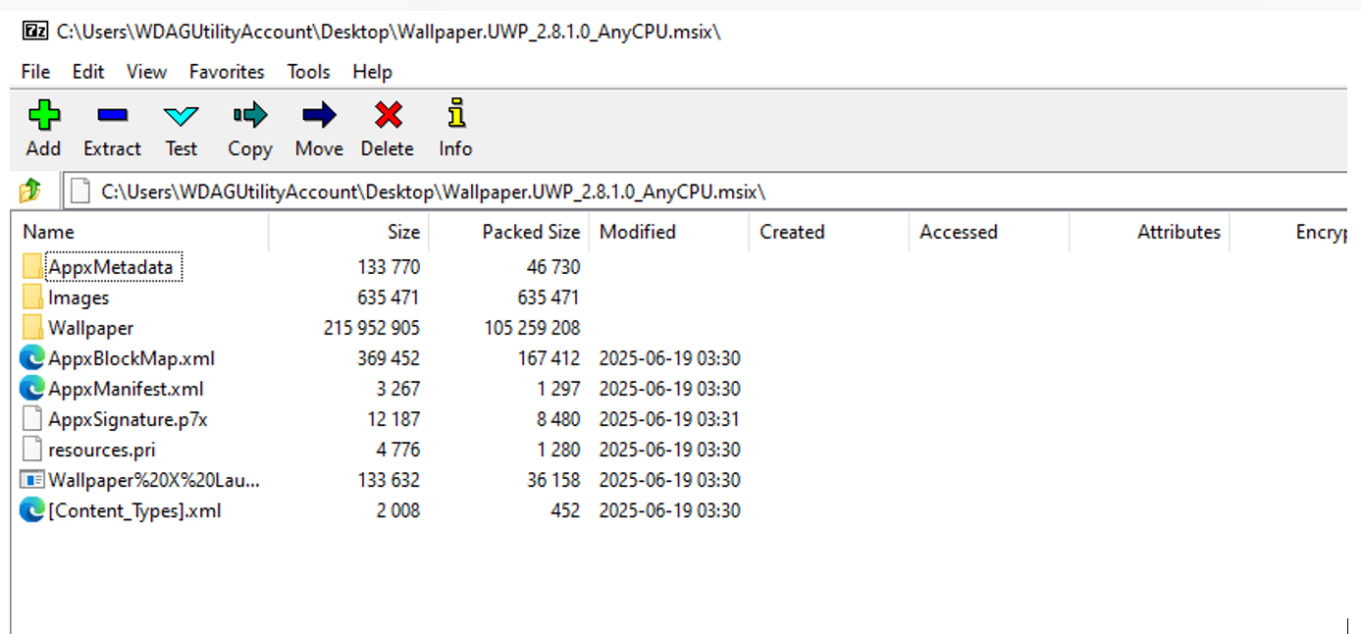 C:\Users\WDAGUtilityAccount\Desktop\Wallpaper.UWP_2.8.1.0_AnyCPU.msix\
File Edit View Favorites Tools Help
Add Extract Test Copy Move Delete Info
C:\Users\WDAGUtilityAccount\Desktop\Wallpaper.UWP_2.8.1.0_AnyCPU.msix\
Name Size Packed Size Modified Created Accessed Attributes Encryp
AppxMetadata 133 770 46 730
Images 635 471 635 471
Wallpaper 215 952 905 105 259 208
AppxBlockMap.xml 369 452 167 412 2025-06-19 03:30
AppxManifest.xml 3 267 1 297 2025-06-19 03:30
AppxSignature.p7x 12 187 8 480 2025-06-19 03:31
resources.pri 4 776 1 280 2025-06-19 03:30
Wallpaper%20X%20Lau... 133 632 36 158 2025-06-19 03:30
[Content_Types].xml 2 008 452 2025-06-19 03:30